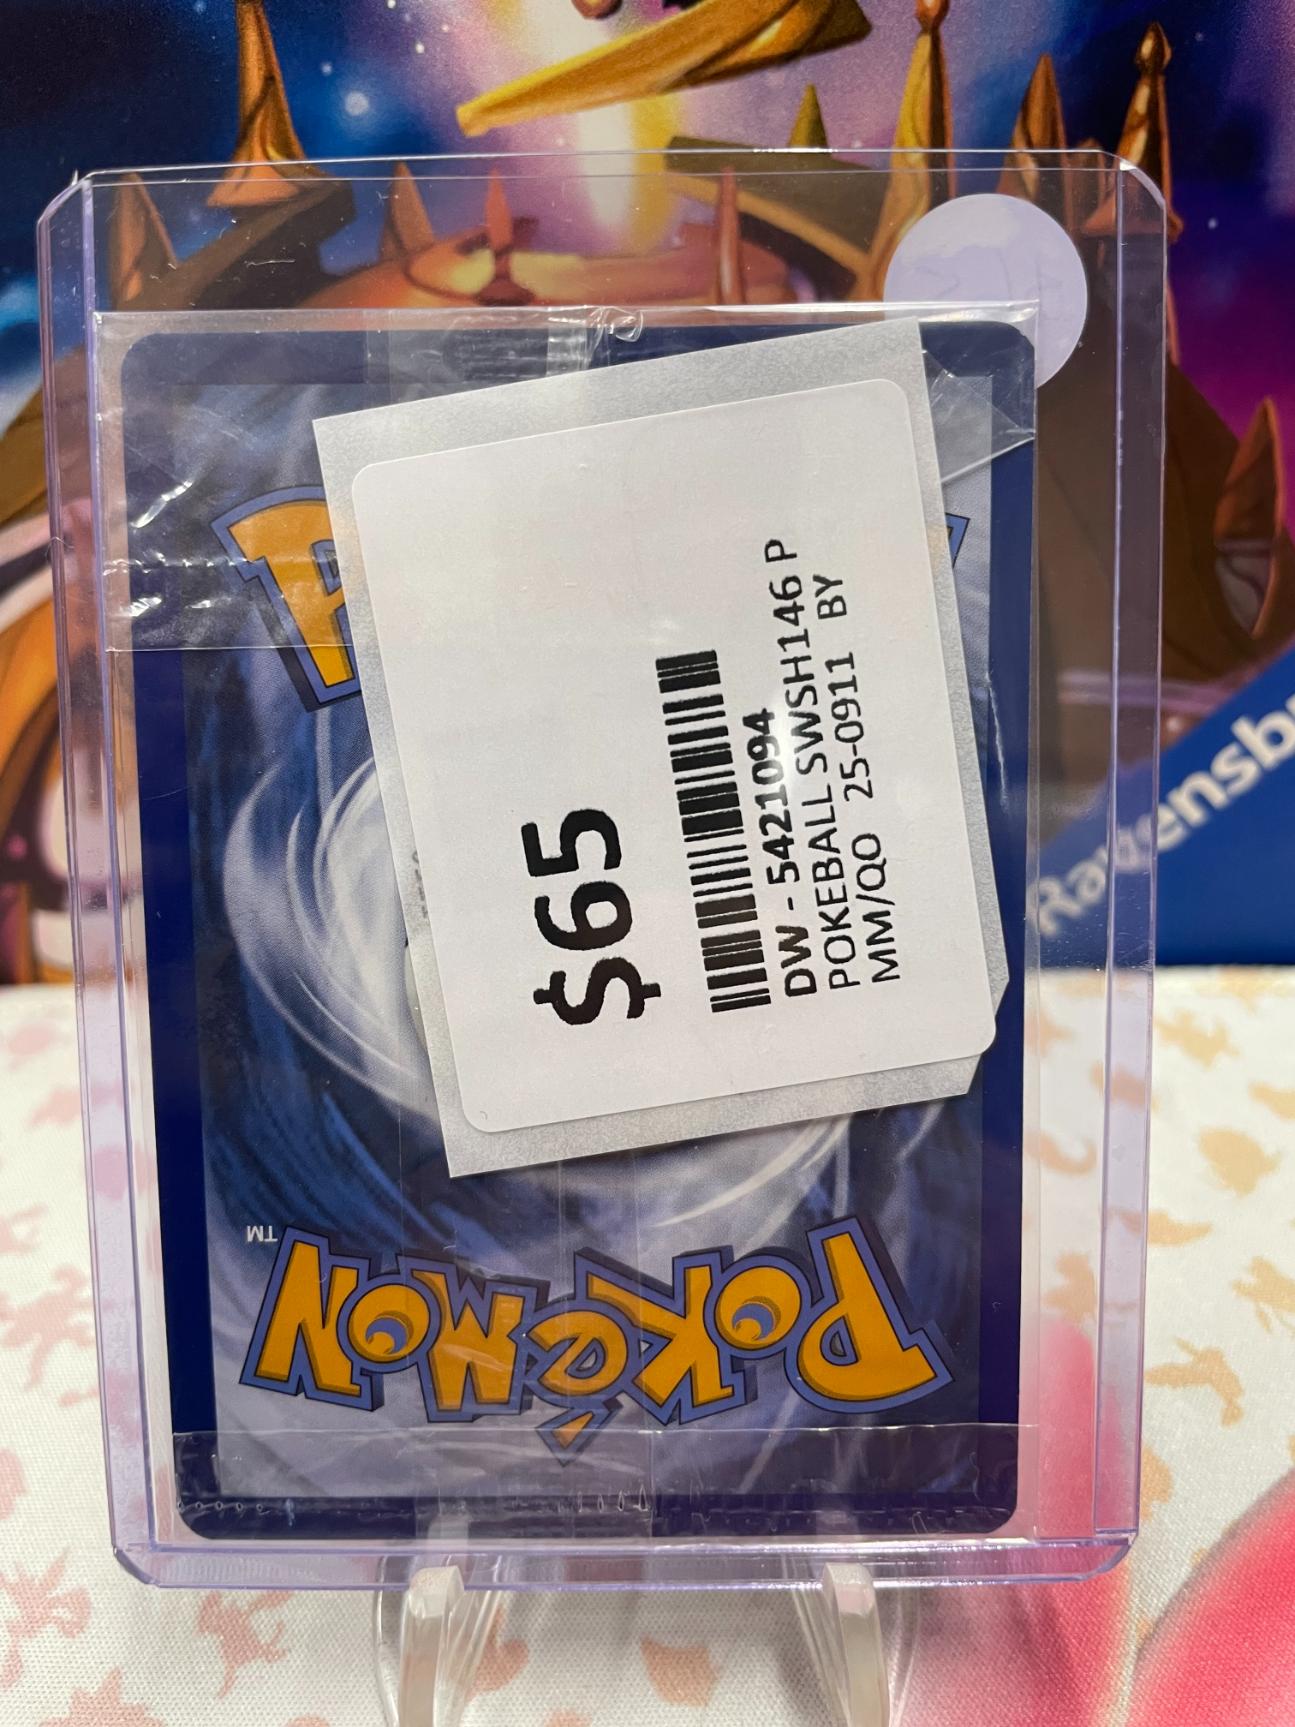 $65
DW - 5421094
POKEBALL SWSH146 P
MM/QO 25-0911 BY
Ravensb
TM
POKéMON